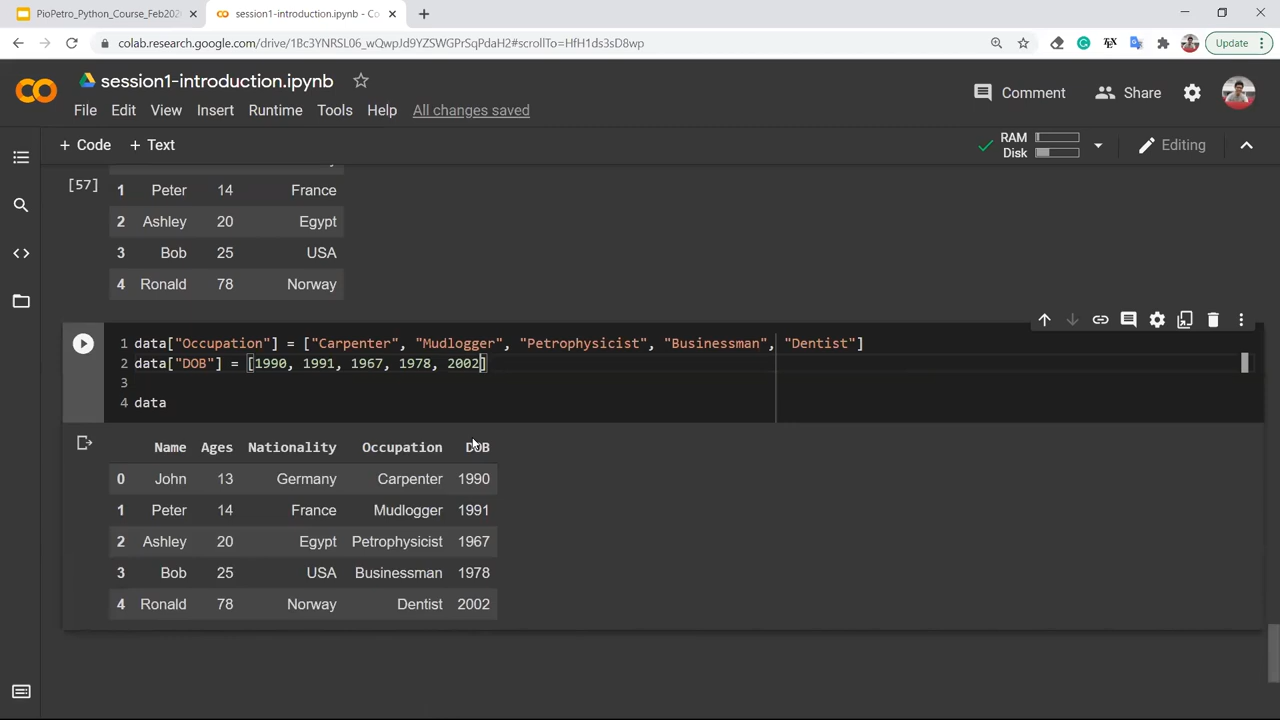 PioPetro_Python_Course_Feb202
session1-introduction.ipynb - Co
colab.research.google.com/drive/1Bc3YNRSL06_wQwpJd9YZSWGPrSqPdaH2#scrollTo=HfH1ds3sD8wp
Update
session1-introduction.ipynb
File Edit View Insert Runtime Tools Help All changes saved
Comment Share
+ Code + Text
RAM
Disk
Editing
[57]
1 Peter 14 France
2 Ashley 20 Egypt
3 Bob 25 USA
4 Ronald 78 Norway
1 data["Occupation"] = ["Carpenter", "Mudlogger", "Petrophysicist", "Businessman", "Dentist"]
2 data["DOB"] = [1990, 1991, 1967, 1978, 2002]
3
4 data
Name Ages Nationality Occupation DOB
0 John 13 Germany Carpenter 1990
1 Peter 14 France Mudlogger 1991
2 Ashley 20 Egypt Petrophysicist 1967
3 Bob 25 USA Businessman 1978
4 Ronald 78 Norway Dentist 2002